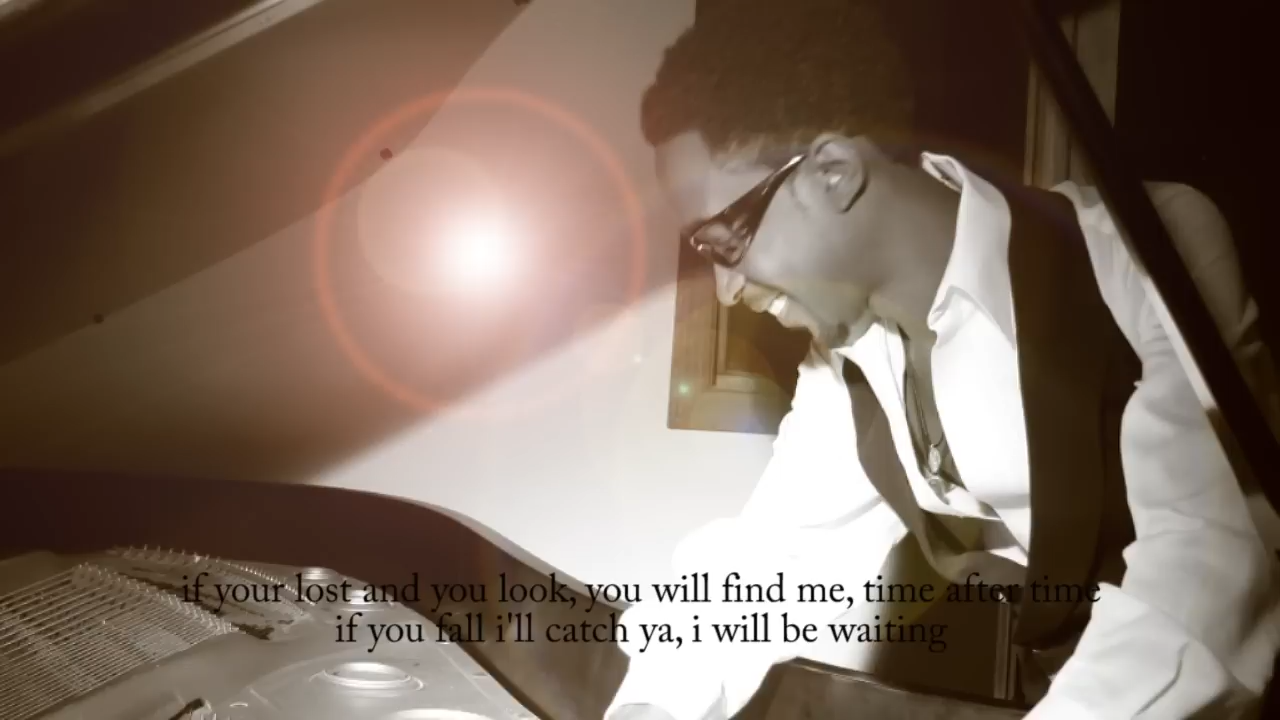 if your lost and you look, you will find me, time after time
if you fall i'll catch ya, i will be waiting